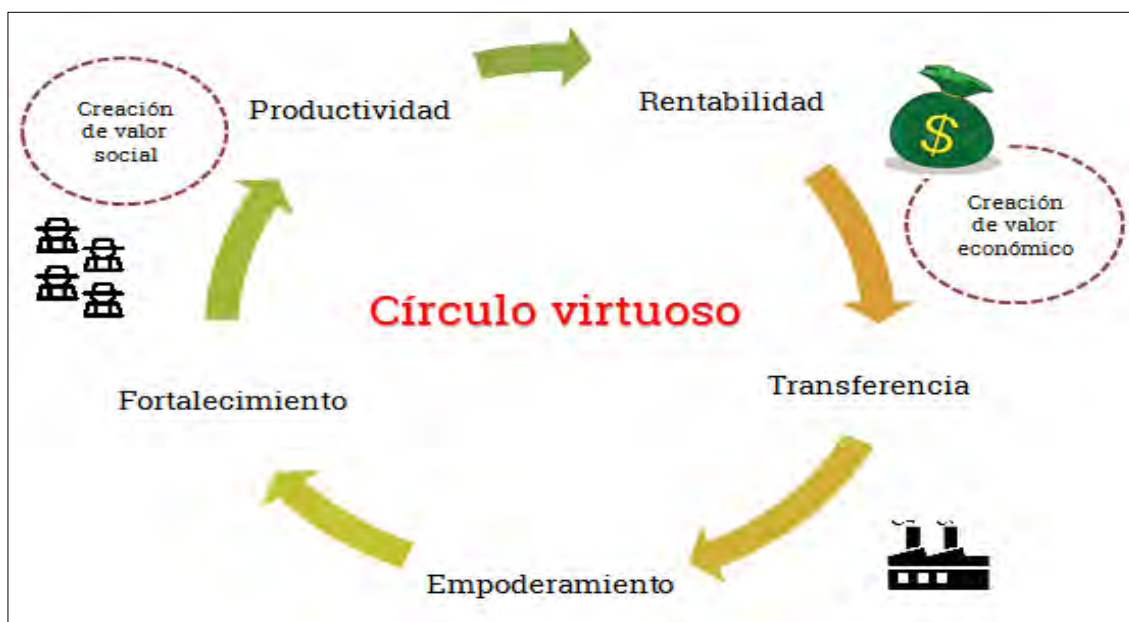 Creación
de valor
social
Productividad
Rentabilidad
$
Creación
de valor
económico
Círculo virtuoso
Transferencia
Fortalecimiento
Empoderamiento